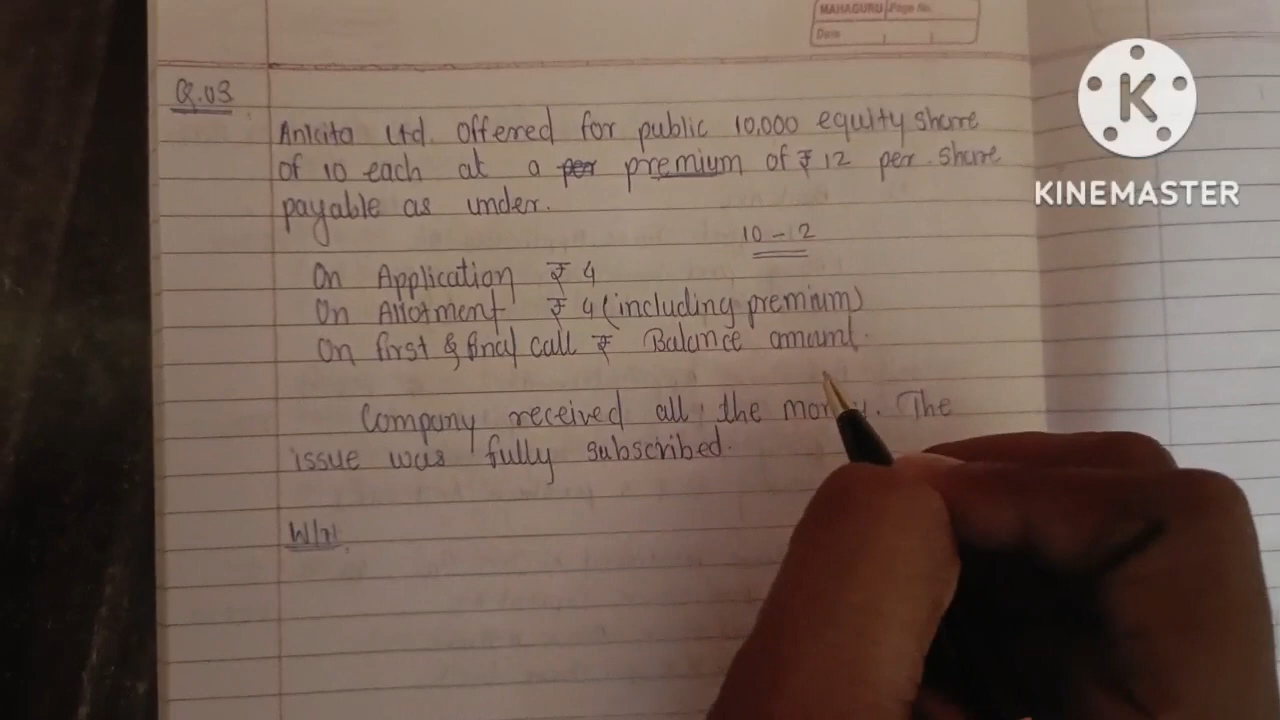 MAHAGURU Page No.
Date
K
KINEMASTER
Q.03
Ankita Ltd. offered for public 10,000 equity share
of 10 each at a per premium of ₹ 12 per share
payable as under.
10 - 12
On Application ₹ 4
On Allotment ₹ 4 (including premium)
On first & final call ₹ Balance amount.
Company received all the money. The
issue was fully subscribed.